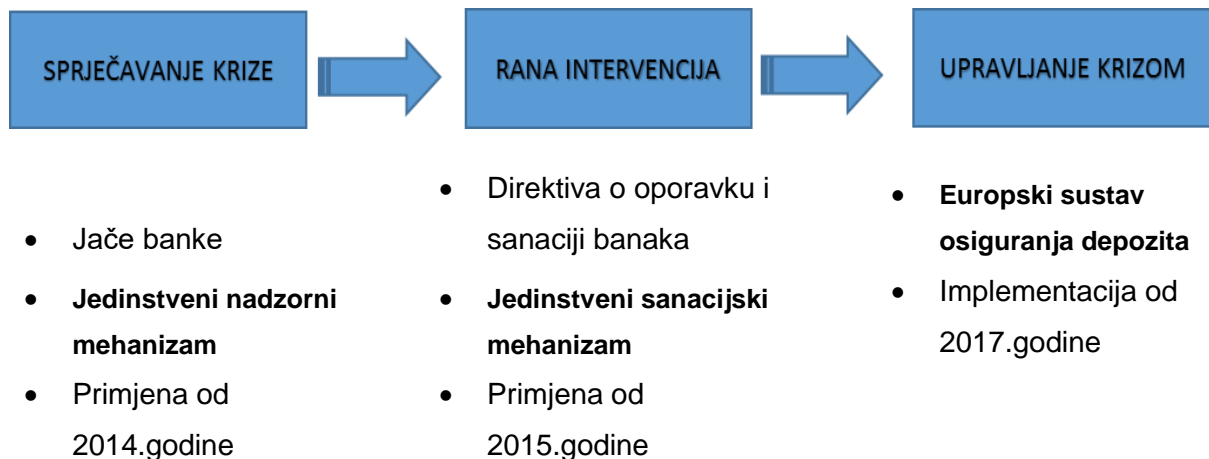 SPRJEČAVANJE KRIZE
RANA INTERVENCIJA
UPRAVLJANJE KRIZOM
• Jače banke
• Jedinstveni nadzorni
mehanizam
• Primjena od
2014.godine
• Direktiva o oporavku i
sanaciji banaka
• Jedinstveni sanacijski
mehanizam
• Primjena od
2015.godine
• Europski sustav
osiguranja depozita
• Implementacija od
2017.godine